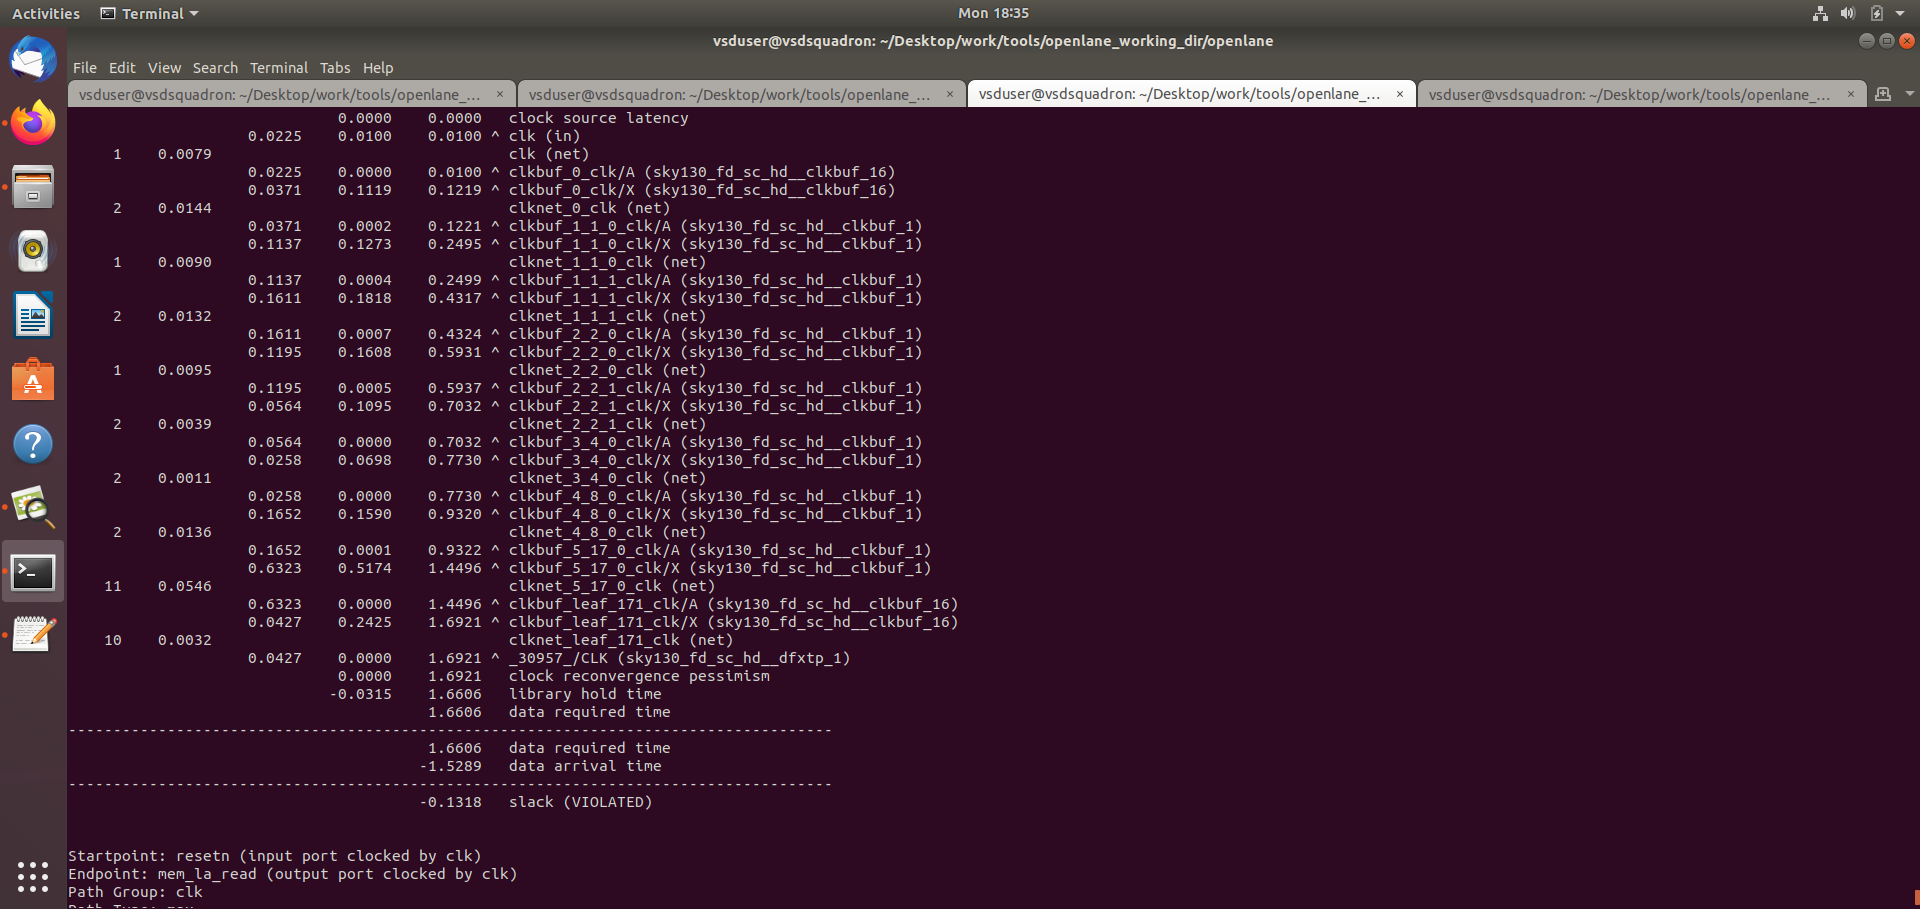 Activities Terminal Mon 18:35
vsduser@vsdsquadron: ~/Desktop/work/tools/openlane_working_dir/openlane
File Edit View Search Terminal Tabs Help
vsduser@vsdsquadron: ~/Desktop/work/tools/openlane_... × vsduser@vsdsquadron: ~/Desktop/work/tools/openlane_... × vsduser@vsdsquadron: ~/Desktop/work/tools/openlane_... × vsduser@vsdsquadron: ~/Desktop/work/tools/openlane_... ×
0.0000 0.0000 clock source latency
0.0225 0.0100 0.0100 ^ clk (in)
1 0.0079 clk (net)
0.0225 0.0000 0.0100 ^ clkbuf_0_clk/A (sky130_fd_sc_hd__clkbuf_16)
0.0371 0.1119 0.1219 ^ clkbuf_0_clk/X (sky130_fd_sc_hd__clkbuf_16)
2 0.0144 clknet_0_clk (net)
0.0371 0.0002 0.1221 ^ clkbuf_1_1_0_clk/A (sky130_fd_sc_hd__clkbuf_1)
0.1137 0.1273 0.2495 ^ clkbuf_1_1_0_clk/X (sky130_fd_sc_hd__clkbuf_1)
1 0.0090 clknet_1_1_0_clk (net)
0.1137 0.0004 0.2499 ^ clkbuf_1_1_1_clk/A (sky130_fd_sc_hd__clkbuf_1)
0.1611 0.1818 0.4317 ^ clkbuf_1_1_1_clk/X (sky130_fd_sc_hd__clkbuf_1)
2 0.0132 clknet_1_1_1_clk (net)
0.1611 0.0007 0.4324 ^ clkbuf_2_2_0_clk/A (sky130_fd_sc_hd__clkbuf_1)
0.1195 0.1608 0.5931 ^ clkbuf_2_2_0_clk/X (sky130_fd_sc_hd__clkbuf_1)
1 0.0095 clknet_2_2_0_clk (net)
0.1195 0.0005 0.5937 ^ clkbuf_2_2_1_clk/A (sky130_fd_sc_hd__clkbuf_1)
0.0564 0.1095 0.7032 ^ clkbuf_2_2_1_clk/X (sky130_fd_sc_hd__clkbuf_1)
2 0.0039 clknet_2_2_1_clk (net)
0.0564 0.0000 0.7032 ^ clkbuf_3_4_0_clk/A (sky130_fd_sc_hd__clkbuf_1)
0.0258 0.0698 0.7730 ^ clkbuf_3_4_0_clk/X (sky130_fd_sc_hd__clkbuf_1)
2 0.0011 clknet_3_4_0_clk (net)
0.0258 0.0000 0.7730 ^ clkbuf_4_8_0_clk/A (sky130_fd_sc_hd__clkbuf_1)
0.1652 0.1590 0.9320 ^ clkbuf_4_8_0_clk/X (sky130_fd_sc_hd__clkbuf_1)
2 0.0136 clknet_4_8_0_clk (net)
0.1652 0.0001 0.9322 ^ clkbuf_5_17_0_clk/A (sky130_fd_sc_hd__clkbuf_1)
0.6323 0.5174 1.4496 ^ clkbuf_5_17_0_clk/X (sky130_fd_sc_hd__clkbuf_1)
11 0.0546 clknet_5_17_0_clk (net)
0.6323 0.0000 1.4496 ^ clkbuf_leaf_171_clk/A (sky130_fd_sc_hd__clkbuf_16)
0.0427 0.2425 1.6921 ^ clkbuf_leaf_171_clk/X (sky130_fd_sc_hd__clkbuf_16)
10 0.0032 clknet_leaf_171_clk (net)
0.0427 0.0000 1.6921 ^ _30957_/CLK (sky130_fd_sc_hd__dfxtp_1)
0.0000 1.6921 clock reconvergence pessimism
-0.0315 1.6606 library hold time
1.6606 data required time
-------------------------------------------------------------------------------------
1.6606 data required time
-1.5289 data arrival time
-------------------------------------------------------------------------------------
-0.1318 slack (VIOLATED)
Startpoint: resetn (input port clocked by clk)
Endpoint: mem_la_read (output port clocked by clk)
Path Group: clk